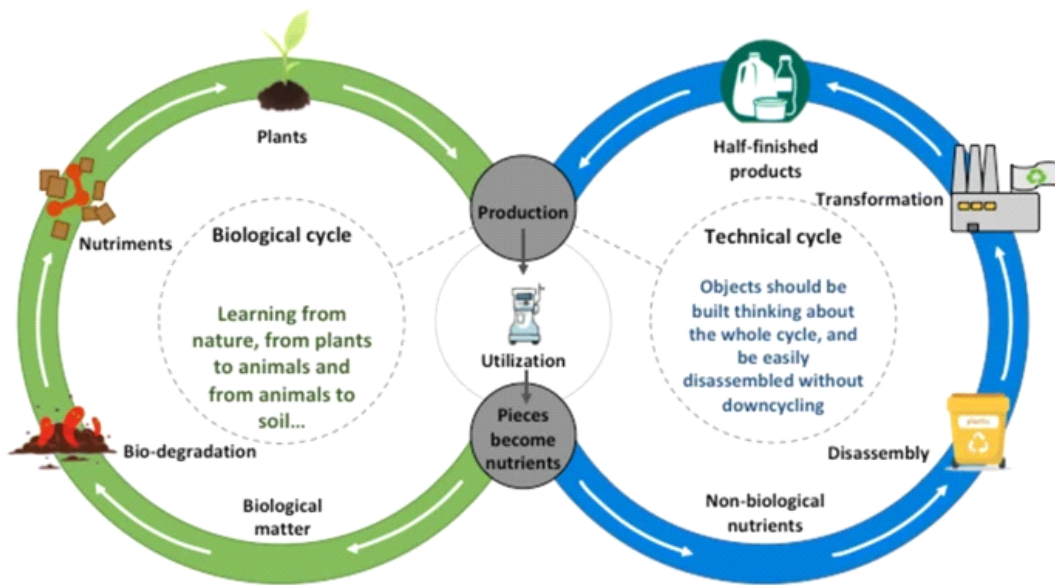 Plants
Half-finished
products
Nutriments
Biological cycle
Production
Technical cycle
Transformation
Learning from
nature, from plants
to animals and
from animals to
soil...
Utilization
Objects should be
built thinking about
the whole cycle, and
be easily
disassembled without
downcycling
plastic
Bio-degradation
Pieces
become
nutrients
Disassembly
Biological
matter
Non-biological
nutrients